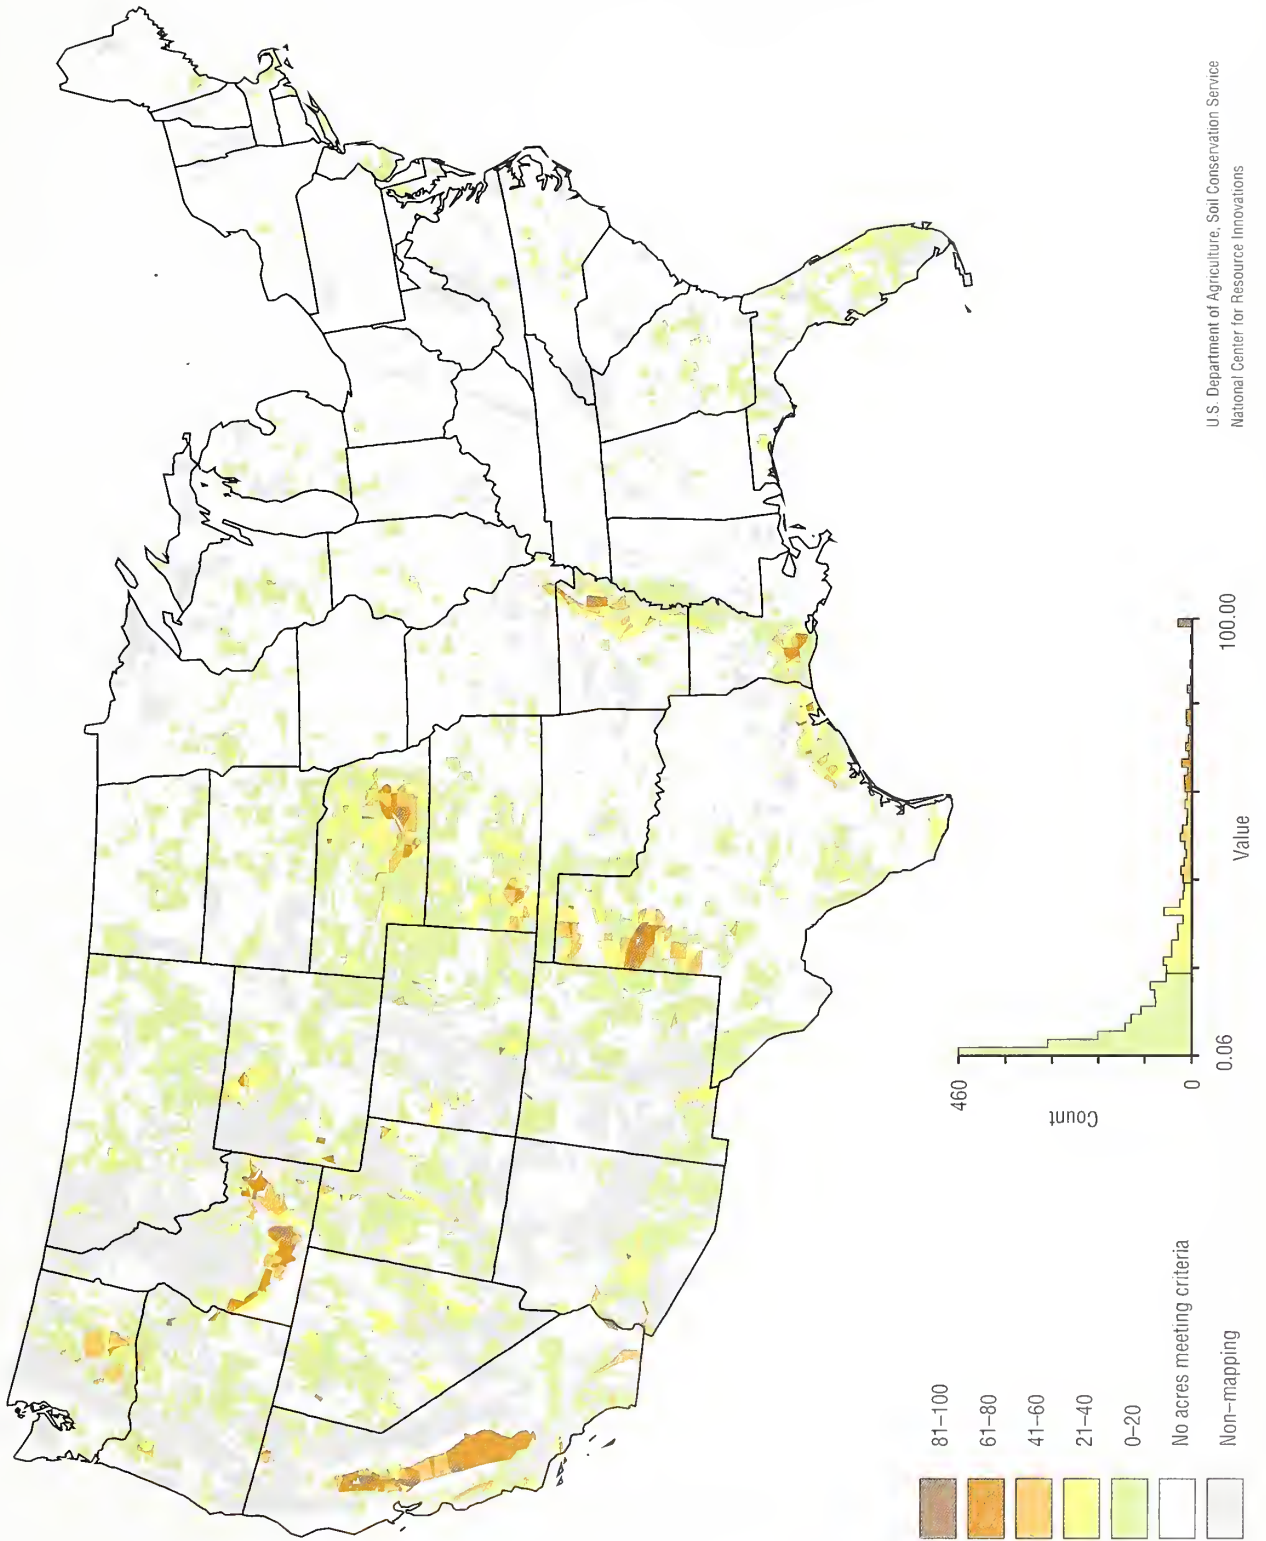 81–100
61–80
41–60
21–40
0–20
No acres meeting criteria
Non–mapping
460
Count
0
0.06
Value
100.00
U.S. Department of Agriculture, Soil Conservation Service
National Center for Resource Innovations